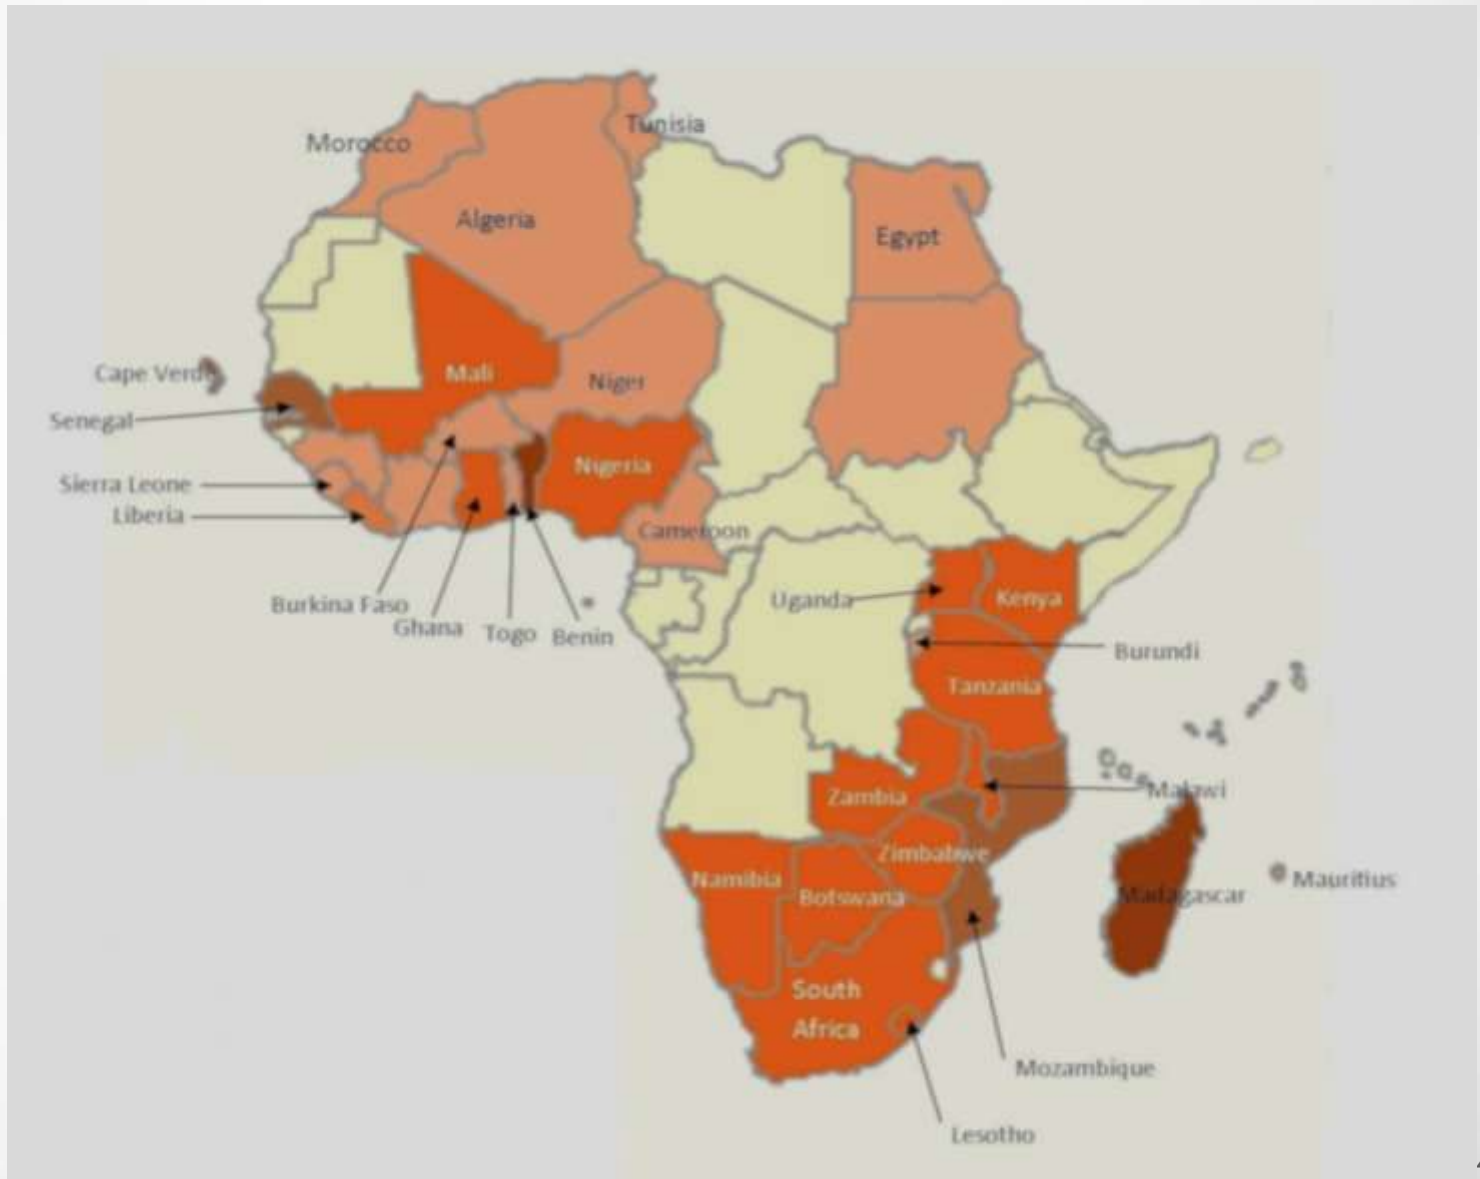 Tunisia
Morocco
Algeria
Egypt
Cape Verde
Mali
Niger
Senegal
Nigeria
Sierra Leone
Liberia
Cameroon
Uganda
Kenya
Burkina Faso
Ghana
Togo
Benin
Burundi
Tanzania
Malawi
Zambia
Zimbabwe
Namibia
Botswana
Madagascar
Mauritius
South
Africa
Mozambique
Lesotho